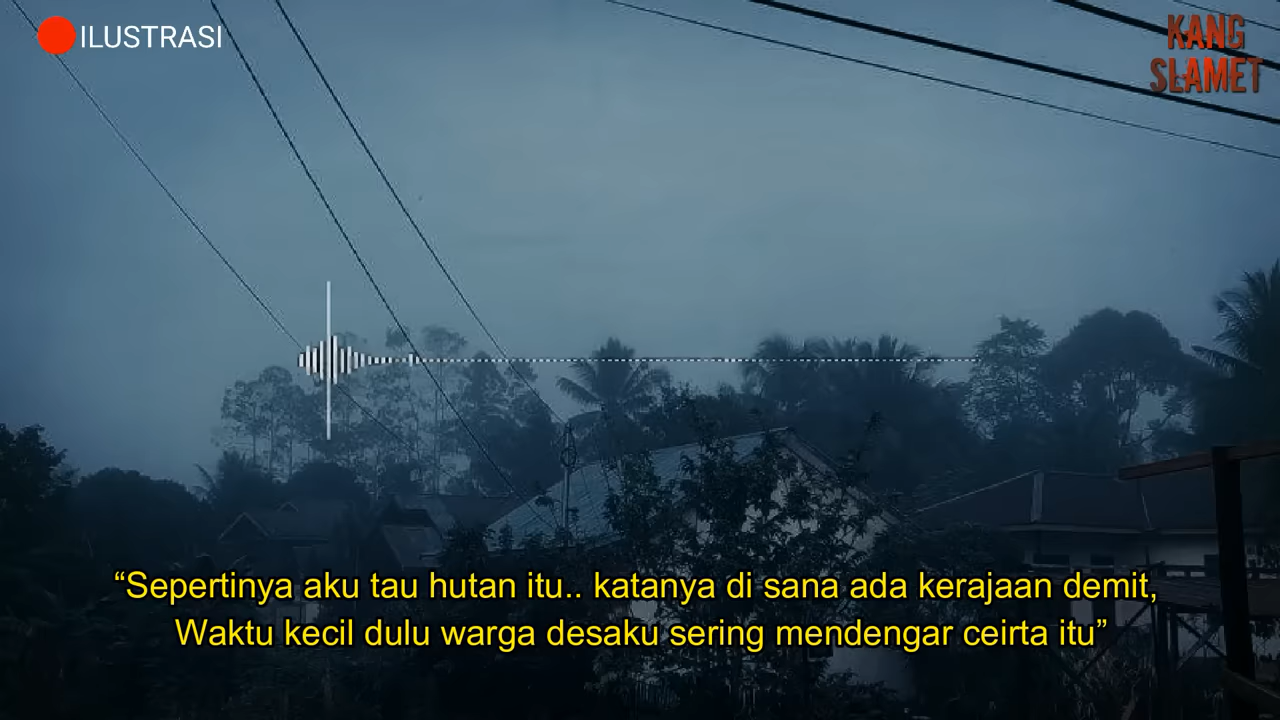 ILUSTRASI
KANG
SLAMET
“Sepertinya aku tau hutan itu.. katanya di sana ada kerajaan demit,
Waktu kecil dulu warga desaku sering mendengar ceirta itu”